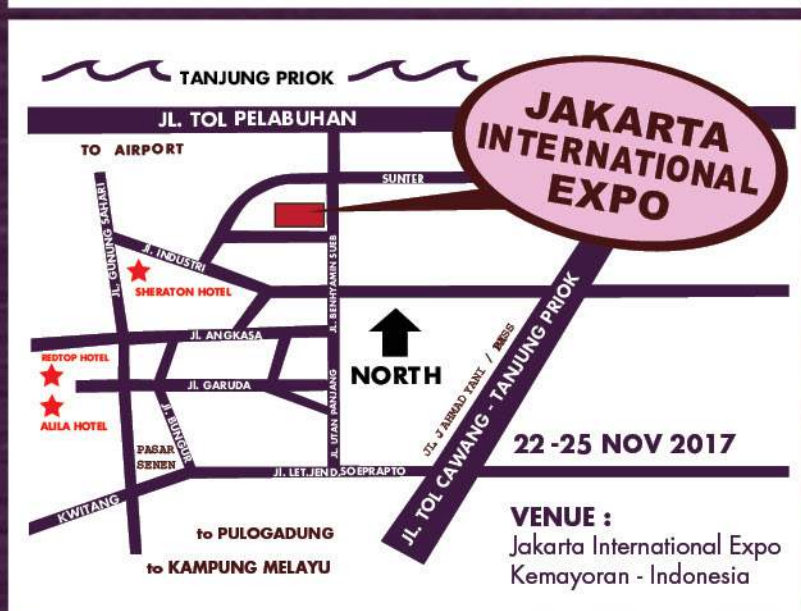 TANJUNG PRIOK
JL. TOL PELABUHAN
JAKARTA
INTERNATIONAL
EXPO
TO AIRPORT
SUNTER
JL. GUNUNG SAHARI
Jl. INDUSTRI
SHERATON HOTEL
JL. BENHYAMIN SUEB
Jl. ANGKASA
REDTOP HOTEL
NORTH
Jl. GARUDA
ALILA HOTEL
Jl. BUNGUR
JL. UTAN PANJANG
JL. J AHMAD YANI /
JL. TOL CAWANG - TANJUNG PRIOK
PASAR
SENEN
Jl. LET.JEND,SOEPRAPTO
KWITANG
22 -25 NOV 2017
to PULOGADUNG
to KAMPUNG MELAYU
VENUE :
Jakarta International Expo
Kemayoran - Indonesia